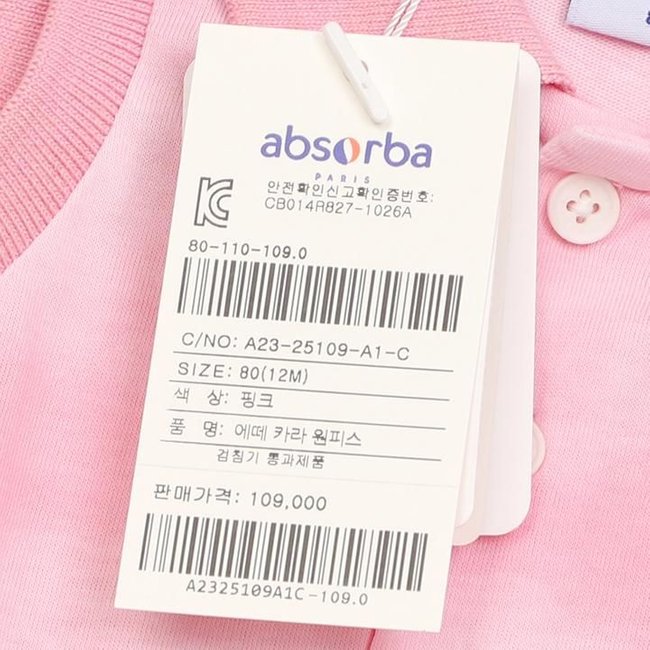 absorba
PARIS
안전확인신고확인증번호:
CB014R827-1026A
80-110-109.0
C/NO: A23-25109-A1-C
SIZE: 80(12M)
색 상: 핑크
품 명: 에떼 카라 원피스
검침기 통과제품
판매가격: 109,000
A2325109A1C-109.0